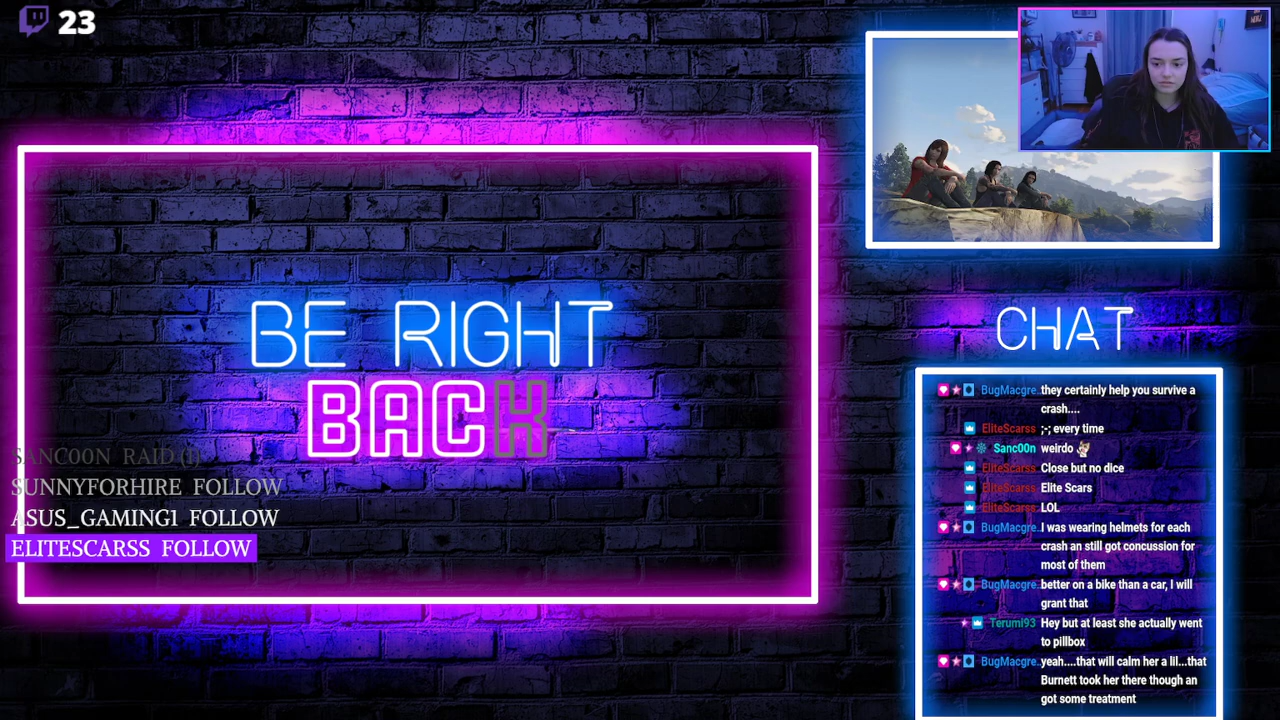 23
BE RIGHT
BACK
SANC00N RAID (1)
SUNNYFORHIRE FOLLOW
ASUS_GAMING1 FOLLOW
ELITESCARSS FOLLOW
CHAT
BugMacgre.. they certainly help you survive a
crash....
EliteScarss ;-; every time
Sanc00n weirdo
EliteScarss Close but no dice
EliteScarss Elite Scars
EliteScarss LOL
BugMacgre.. I was wearing helmets for each
crash an still got concussion for
most of them
BugMacgre.. better on a bike than a car, I will
grant that
Terumi93 Hey but at least she actually went
to pillbox
BugMacgre.. yeah....that will calm her a lil...that
Burnett took her there though an
got some treatment